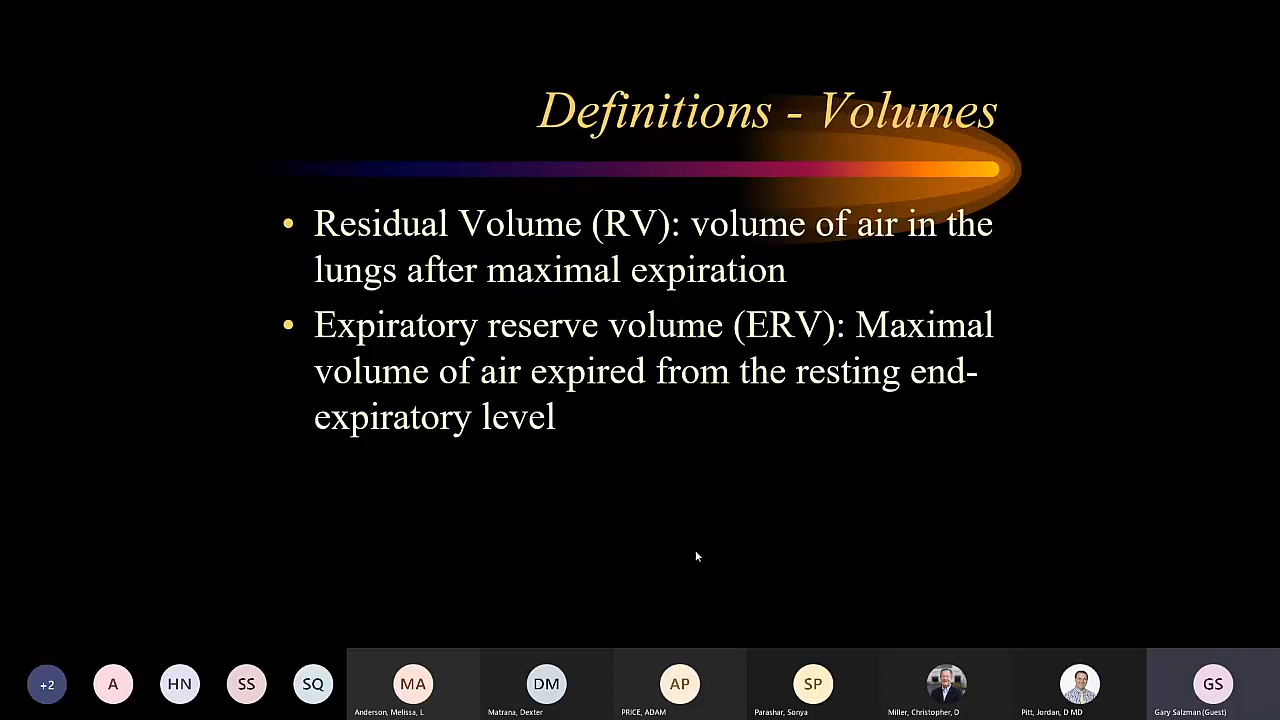 Definitions - Volumes
• Residual Volume (RV): volume of air in the
lungs after maximal expiration
• Expiratory reserve volume (ERV): Maximal
volume of air expired from the resting end-
expiratory level
+2
A
HN
SS
SQ
MA
DM
AP
SP
GS
Anderson, Melissa, L
Matrana, Dexter
PRICE, ADAM
Parashar, Sonya
Miller, Christopher, D
Pitt, Jordan, D MD
Gary Salzman (Guest)